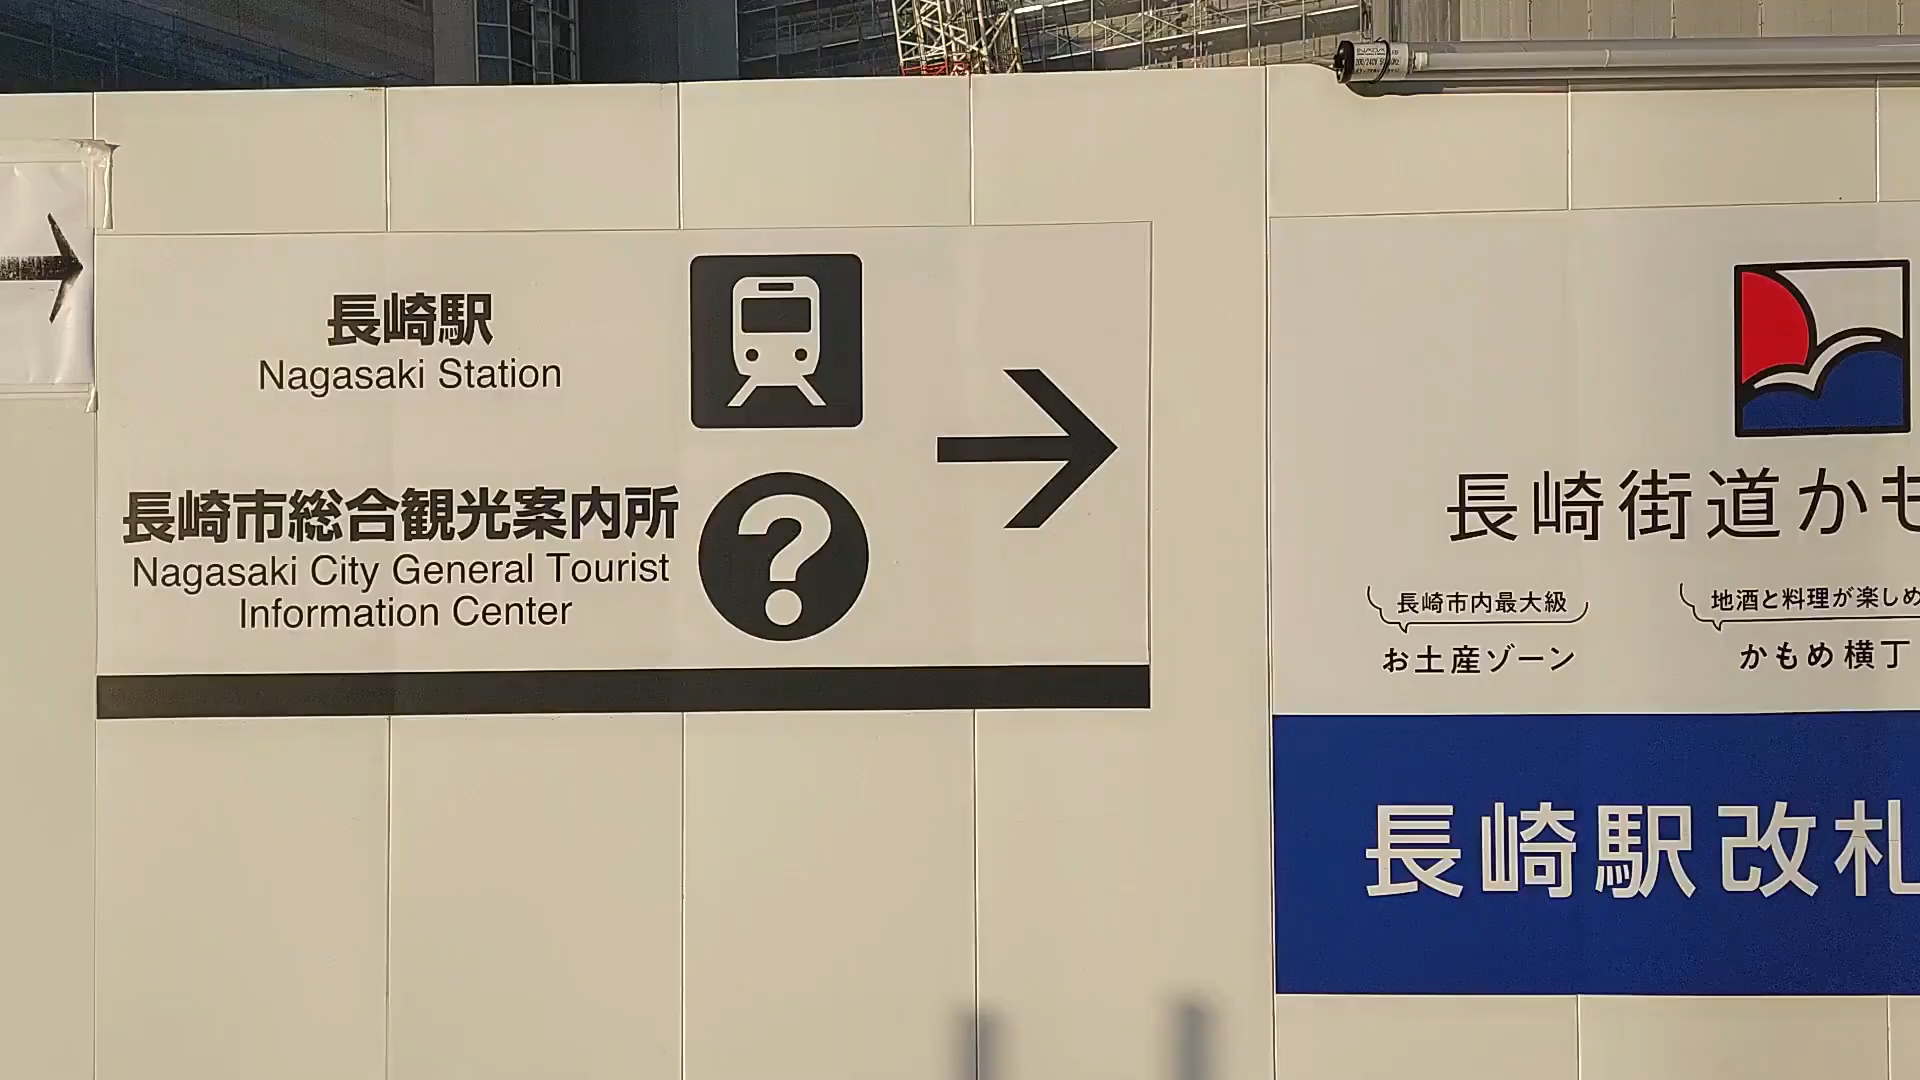 長崎駅
Nagasaki Station
長崎市総合観光案内所
Nagasaki City General Tourist
Information Center
長崎街道かも
長崎市内最大級
お土産ゾーン
地酒と料理が楽しめ
かもめ横丁
長崎駅改札